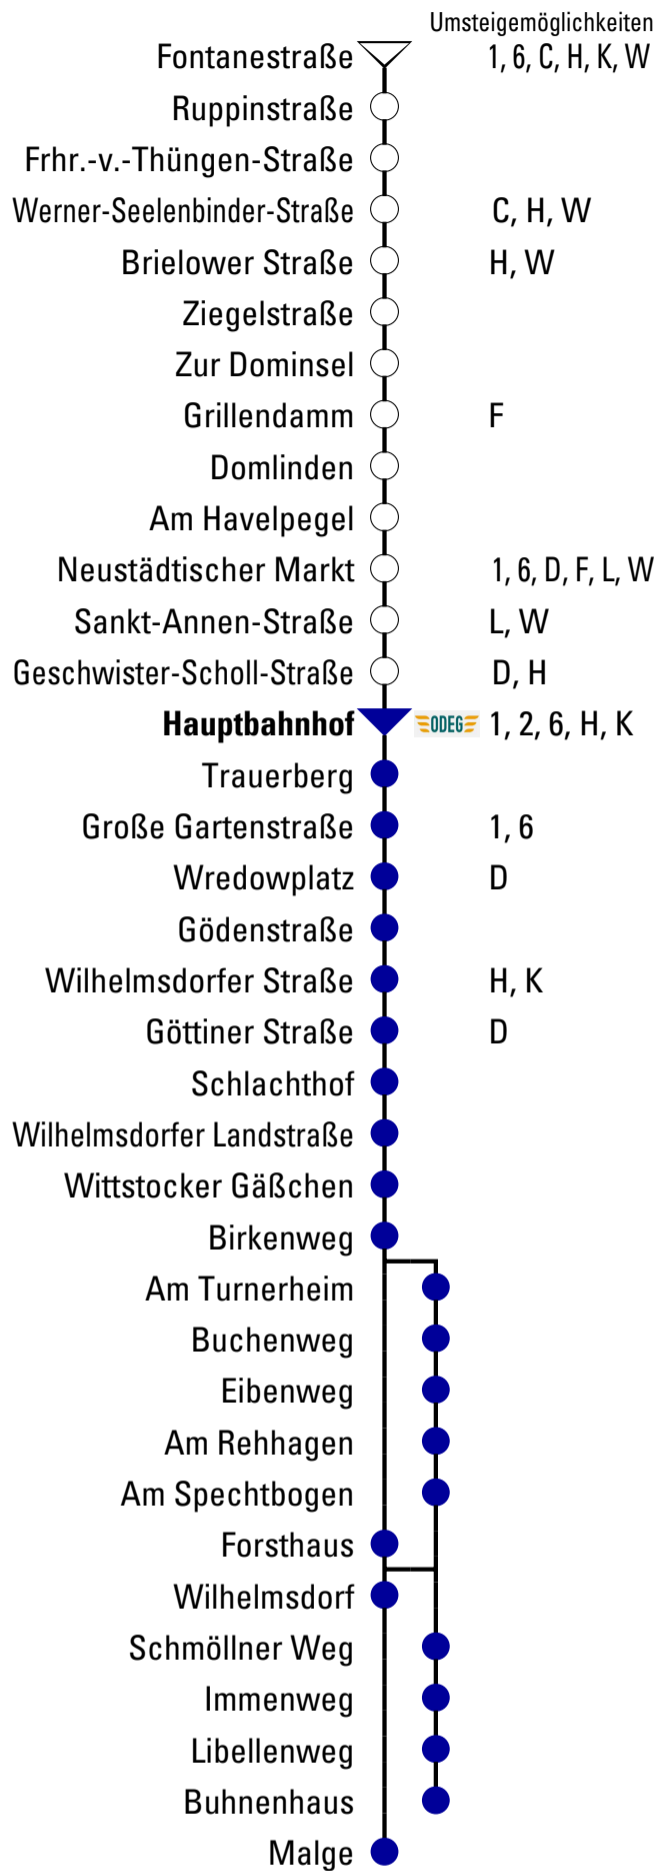 Umsteigemöglichkeiten
Fontanestraße 1, 6, C, H, K, W
Ruppinstraße
Frhr.-v.-Thüngen-Straße
Werner-Seelenbinder-Straße C, H, W
Brielower Straße H, W
Ziegelstraße
Zur Dominsel
Grillendamm F
Domlinden
Am Havelpegel
Neustädtischer Markt 1, 6, D, F, L, W
Sankt-Annen-Straße L, W
Geschwister-Scholl-Straße D, H
Hauptbahnhof ODEG 1, 2, 6, H, K
Trauerberg
Große Gartenstraße 1, 6
Wredowplatz D
Gödenstraße
Wilhelmsdorfer Straße H, K
Göttiner Straße D
Schlachthof
Wilhelmsdorfer Landstraße
Wittstocker Gäßchen
Birkenweg
Am Turnerheim
Buchenweg
Eibenweg
Am Rehhagen
Am Spechtbogen
Forsthaus
Wilhelmsdorf
Schmöllner Weg
Immenweg
Libellenweg
Buhnenhaus
Malge